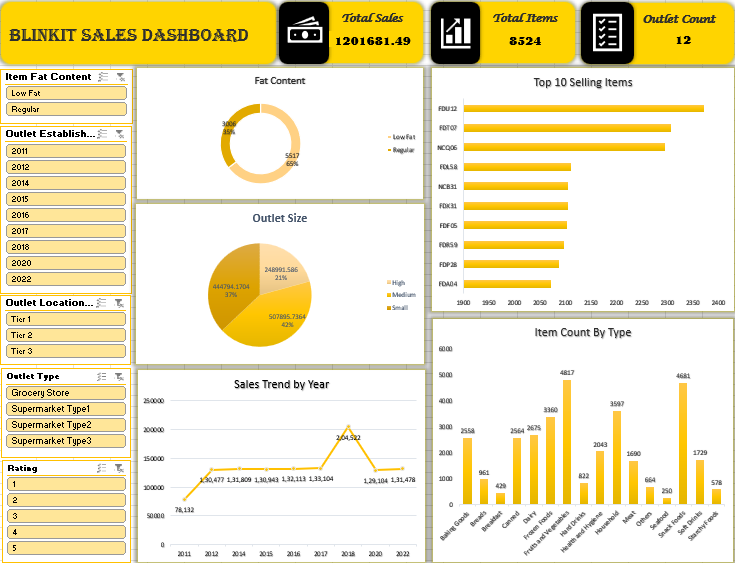 BLINKIT SALES DASHBOARD
Total Sales
1201681.49
Total Items
8524
Outlet Count
12
Item Fat Content
Low Fat
Regular
Outlet Establish...
2011
2012
2014
2015
2016
2017
2018
2020
2022
Outlet Location...
Tier 1
Tier 2
Tier 3
Outlet Type
Grocery Store
Supermarket Type1
Supermarket Type2
Supermarket Type3
Rating
1
2
3
4
5
Fat Content
3006
35%
5517
65%
Low Fat
Regular
Outlet Size
248991.586
21%
444794.1704
37%
507895.7364
42%
High
Medium
Small
Sales Trend by Year
250000
200000
150000
100000
50000
0
78,132
1,30,477
1,31,809
1,30,943
1,32,113
1,33,104
2,04,522
1,29,104
1,31,478
2011
2012
2014
2015
2016
2017
2018
2020
2022
Top 10 Selling Items
FDU12
FDT07
NCQ06
FDL58
NCB31
FDX31
FDF05
FDR59
FDP28
FDA04
1900
1950
2000
2050
2100
2150
2200
2250
2300
2350
2400
Item Count By Type
6000
5000
4000
3000
2000
1000
0
2558
961
429
2564
2675
3360
4817
822
2043
3597
1690
664
250
4681
1729
578
Baking Goods
Breads
Breakfast
Canned
Dairy
Frozen Foods
Fruits and Vegetables
Hard Drinks
Health and Hygiene
Household
Meat
Others
Seafood
Snack Foods
Soft Drinks
Starchy Foods